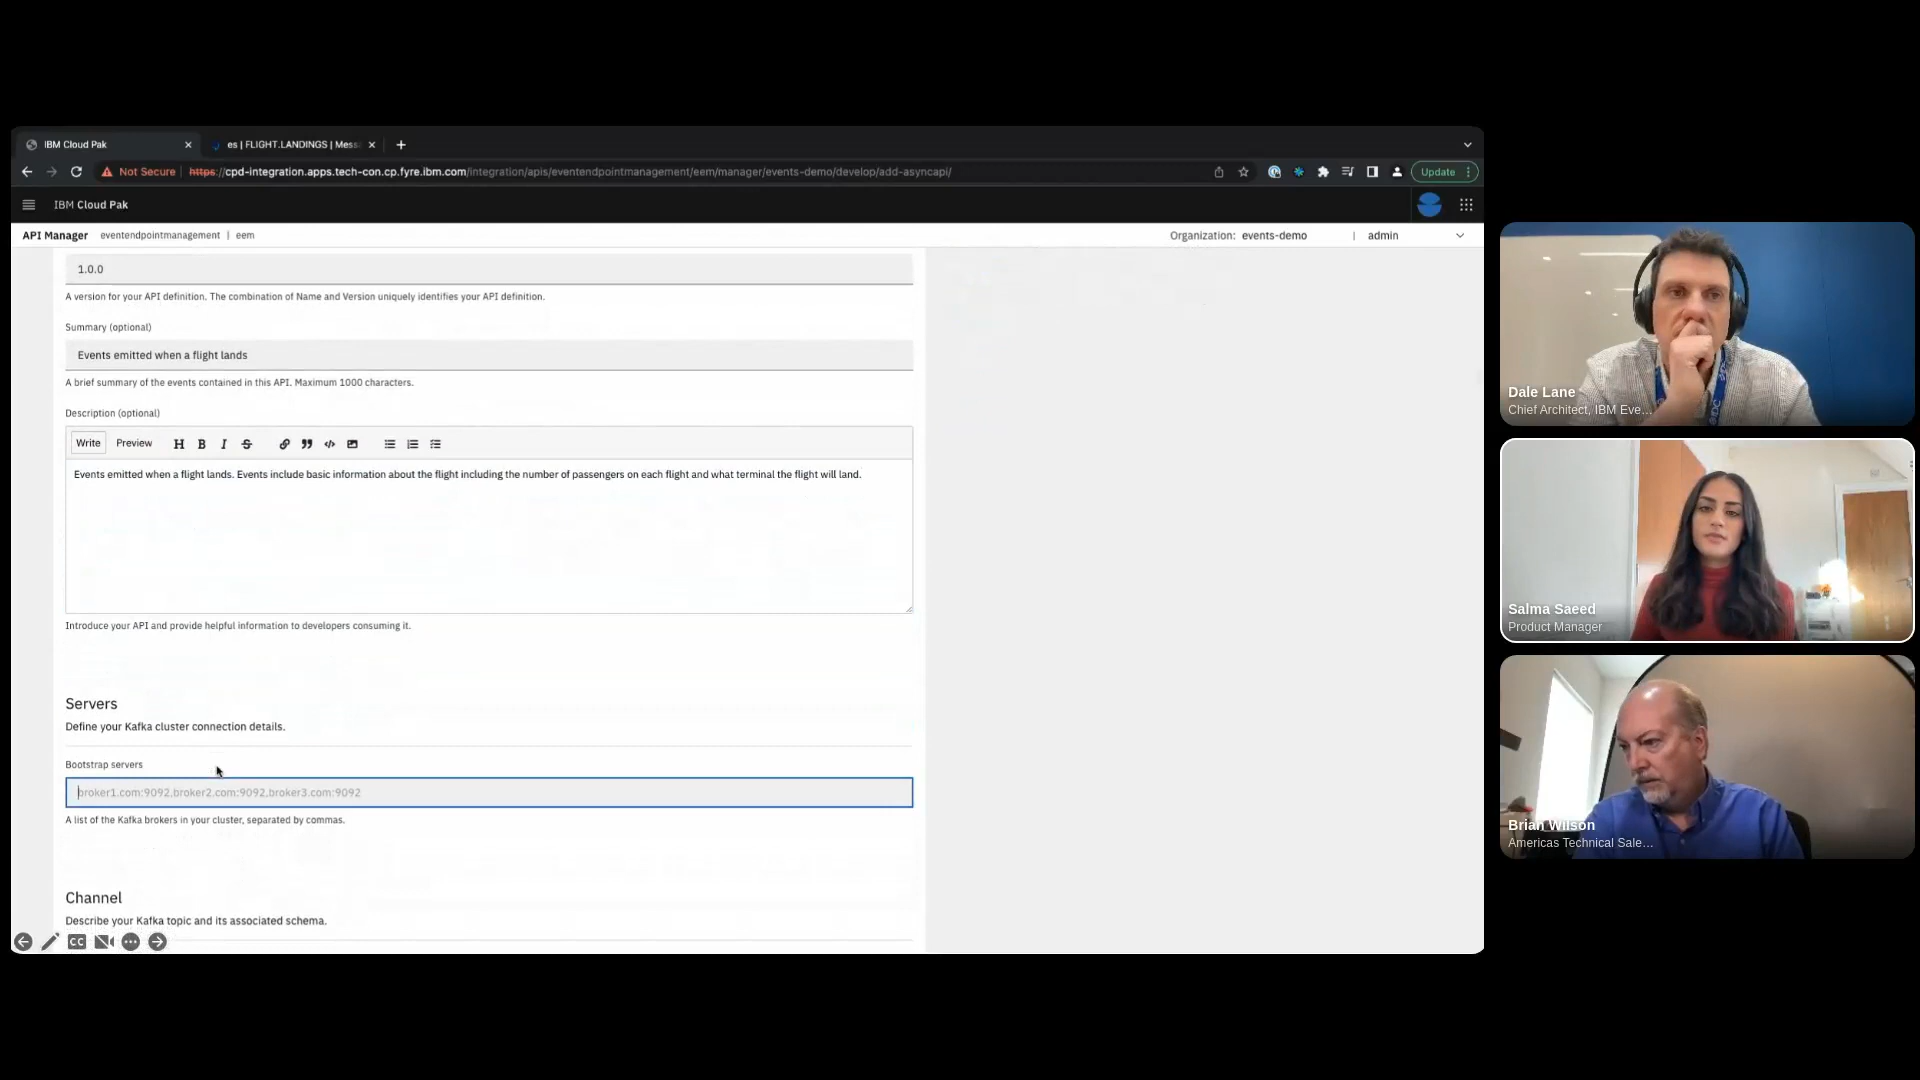 IBM Cloud Pak
es | FLIGHT.LANDINGS | Mess
Not Secure
https://cpd-integration.apps.tech-con.cp.fyre.ibm.com/integration/apis/eventendpointmanagement/eem/manager/events-demo/develop/add-asyncapi/
Update
IBM Cloud Pak
API Manager eventendpointmanagement | eem
Organization: events-demo | admin
1.0.0
A version for your API definition. The combination of Name and Version uniquely identifies your API definition.
Summary (optional)
Events emitted when a flight lands
A brief summary of the events contained in this API. Maximum 1000 characters.
Description (optional)
Write Preview H B I S
Events emitted when a flight lands. Events include basic information about the flight including the number of passengers on each flight and what terminal the flight will land.
Introduce your API and provide helpful information to developers consuming it.
Servers
Define your Kafka cluster connection details.
Bootstrap servers
broker1.com:9092,broker2.com:9092,broker3.com:9092
A list of the Kafka brokers in your cluster, separated by commas.
Channel
Describe your Kafka topic and its associated schema.
CC
Dale Lane
Chief Architect, IBM Eve...
Salma Saeed
Product Manager
Brian Wilson
Americas Technical Sale...